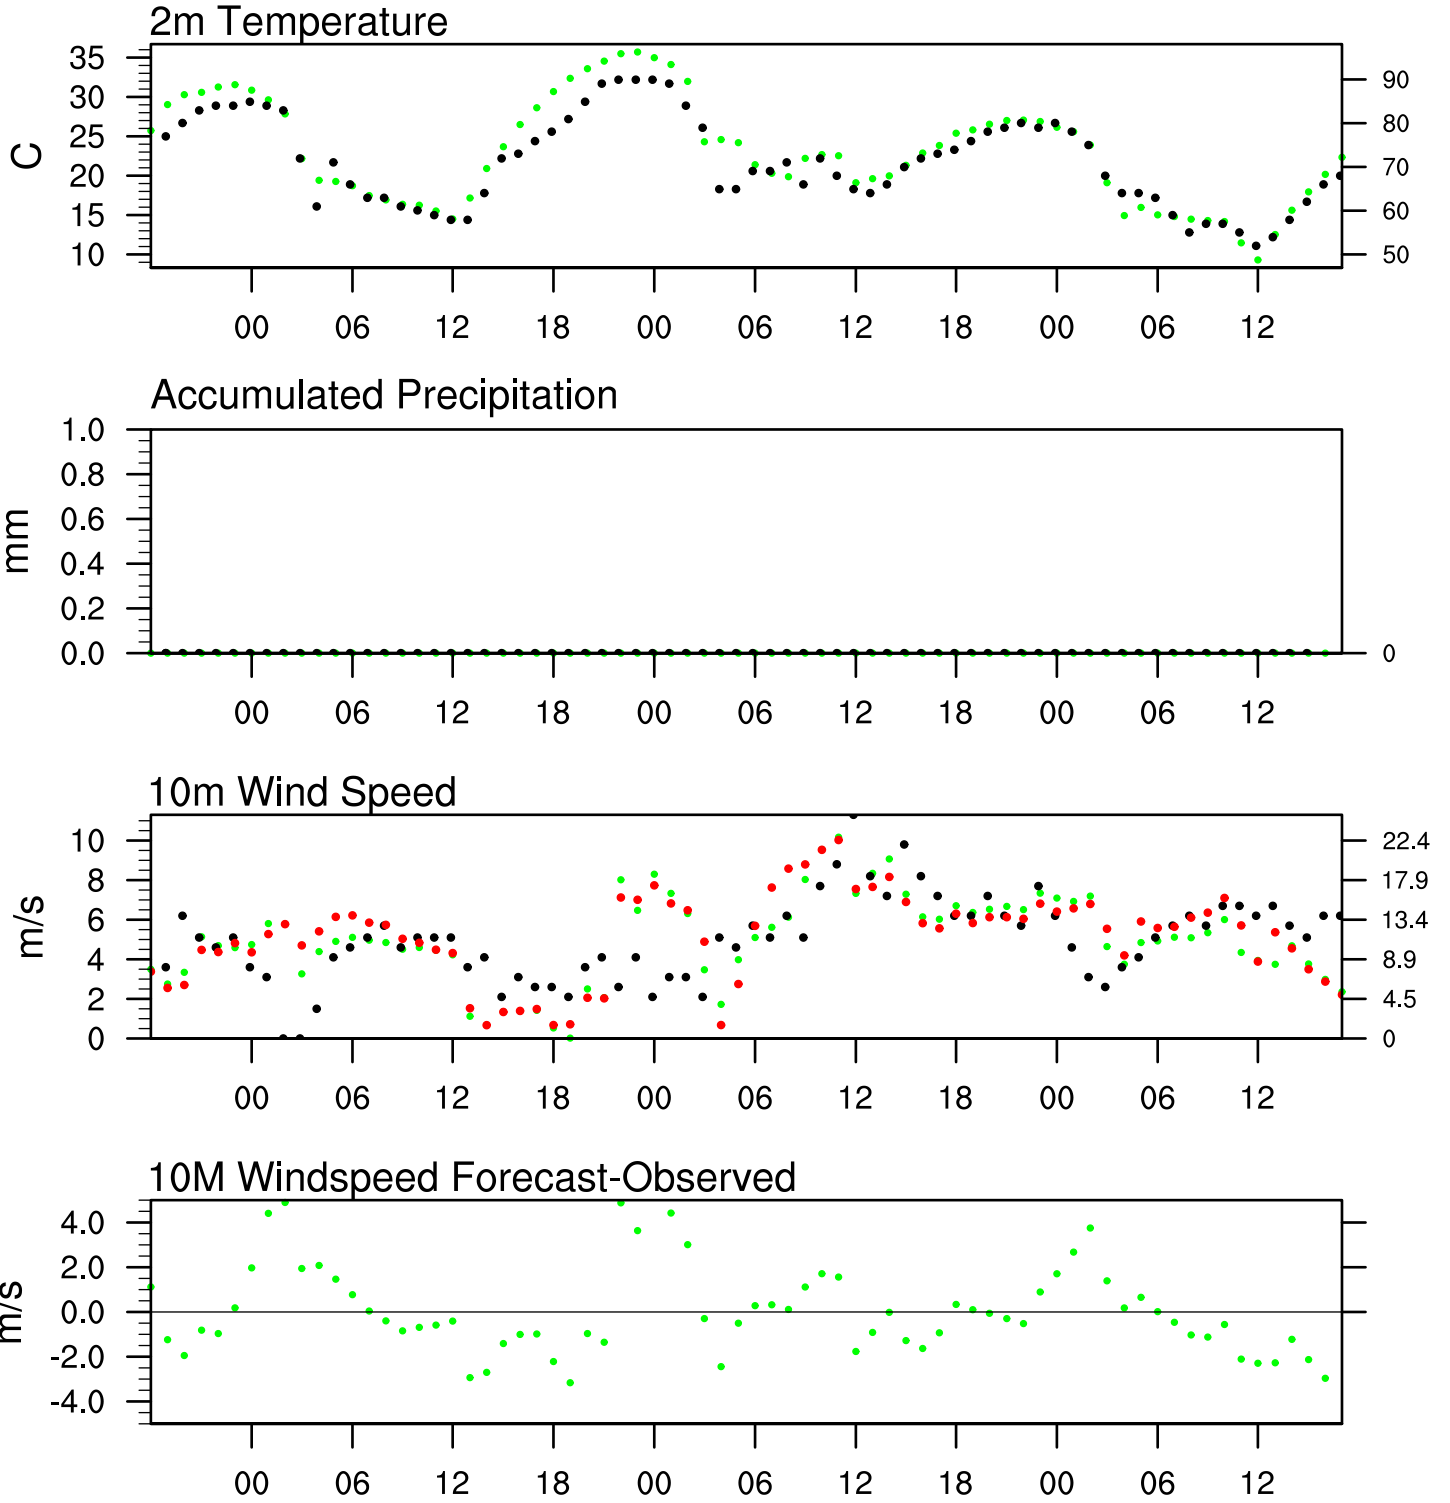 2m Temperature
35
30
25
20
15
10
C
90
80
70
60
50
00 06 12 18 00 06 12 18 00 06 12
Accumulated Precipitation
1.0
0.8
0.6
0.4
0.2
0.0
mm
0
00 06 12 18 00 06 12 18 00 06 12
10m Wind Speed
10
8
6
4
2
0
m/s
22.4
17.9
13.4
8.9
4.5
0
00 06 12 18 00 06 12 18 00 06 12
10M Windspeed Forecast-Observed
4.0
2.0
0.0
-2.0
-4.0
m/s
00 06 12 18 00 06 12 18 00 06 12